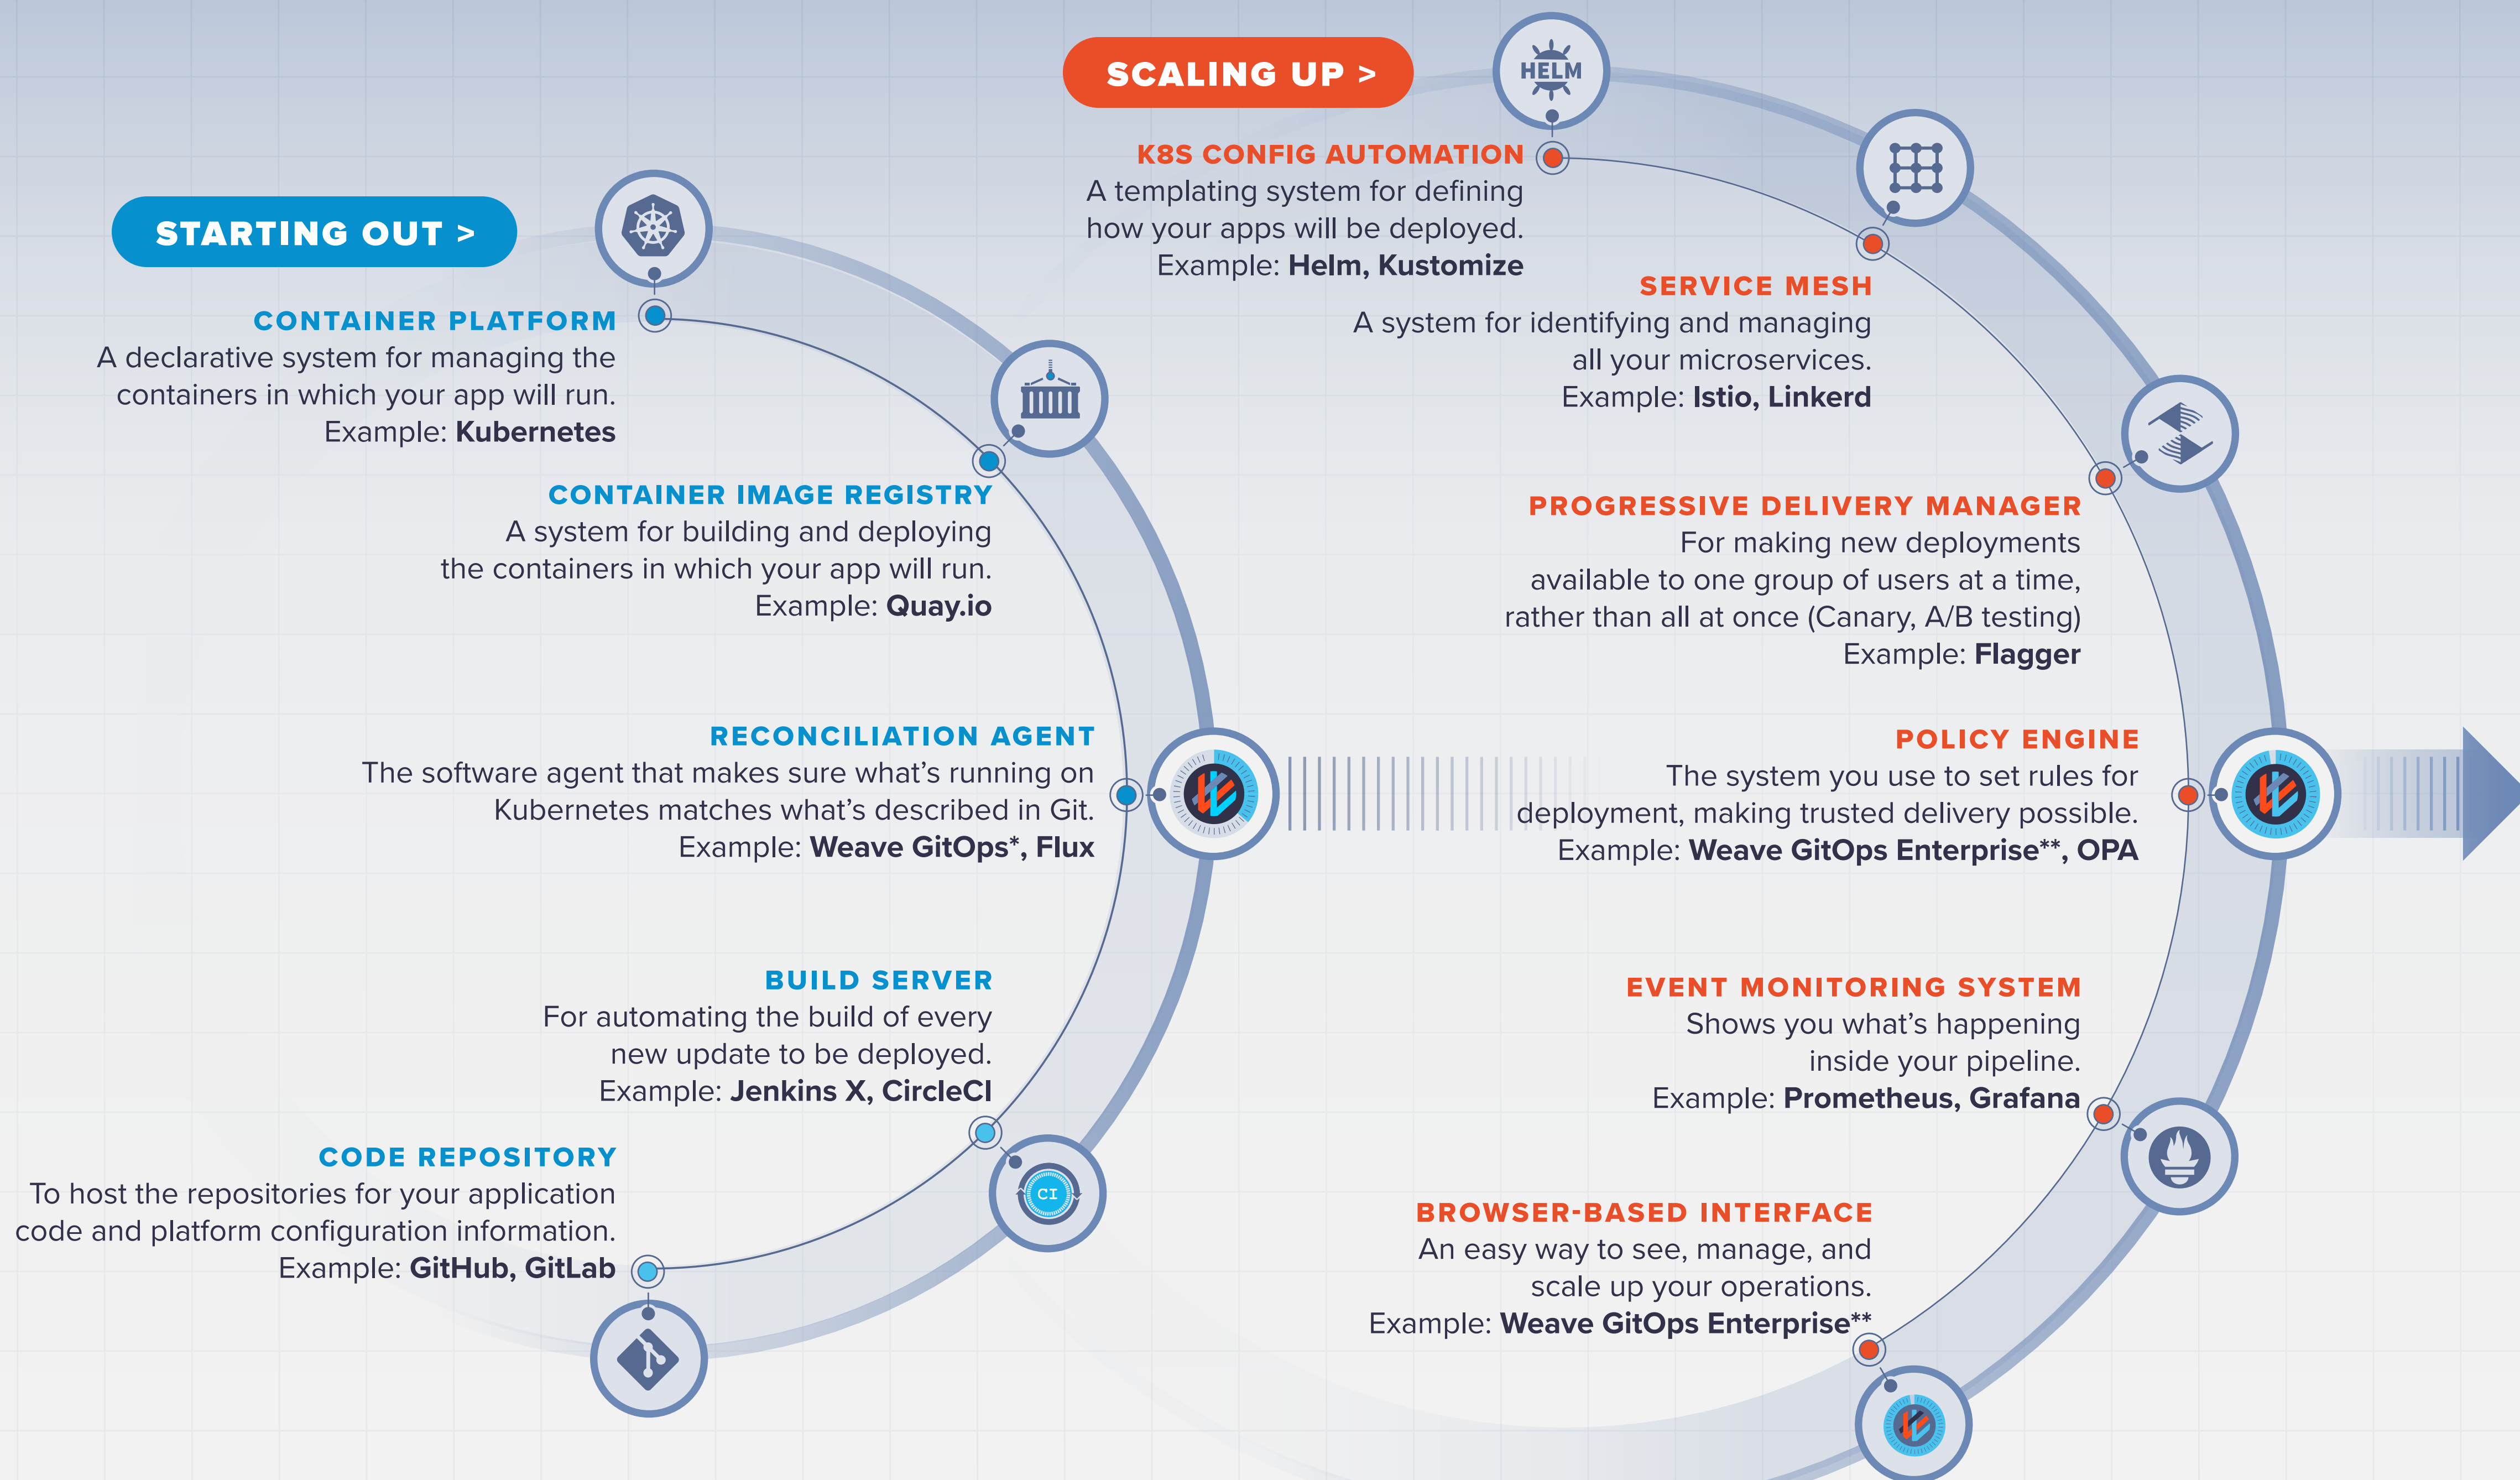 STARTING OUT >
CONTAINER PLATFORM
A declarative system for managing the
containers in which your app will run.
Example: Kubernetes
CONTAINER IMAGE REGISTRY
A system for building and deploying
the containers in which your app will run.
Example: Quay.io
RECONCILIATION AGENT
The software agent that makes sure what’s running on
Kubernetes matches what’s described in Git.
Example: Weave GitOps*, Flux
BUILD SERVER
For automating the build of every
new update to be deployed.
Example: Jenkins X, CircleCI
CI
CODE REPOSITORY
To host the repositories for your application
code and platform configuration information.
Example: GitHub, GitLab
SCALING UP >
HELM
K8S CONFIG AUTOMATION
A templating system for defining
how your apps will be deployed.
Example: Helm, Kustomize
SERVICE MESH
A system for identifying and managing
all your microservices.
Example: Istio, Linkerd
PROGRESSIVE DELIVERY MANAGER
For making new deployments
available to one group of users at a time,
rather than all at once (Canary, A/B testing)
Example: Flagger
POLICY ENGINE
The system you use to set rules for
deployment, making trusted delivery possible.
Example: Weave GitOps Enterprise**, OPA
EVENT MONITORING SYSTEM
Shows you what’s happening
inside your pipeline.
Example: Prometheus, Grafana
BROWSER-BASED INTERFACE
An easy way to see, manage, and
scale up your operations.
Example: Weave GitOps Enterprise**